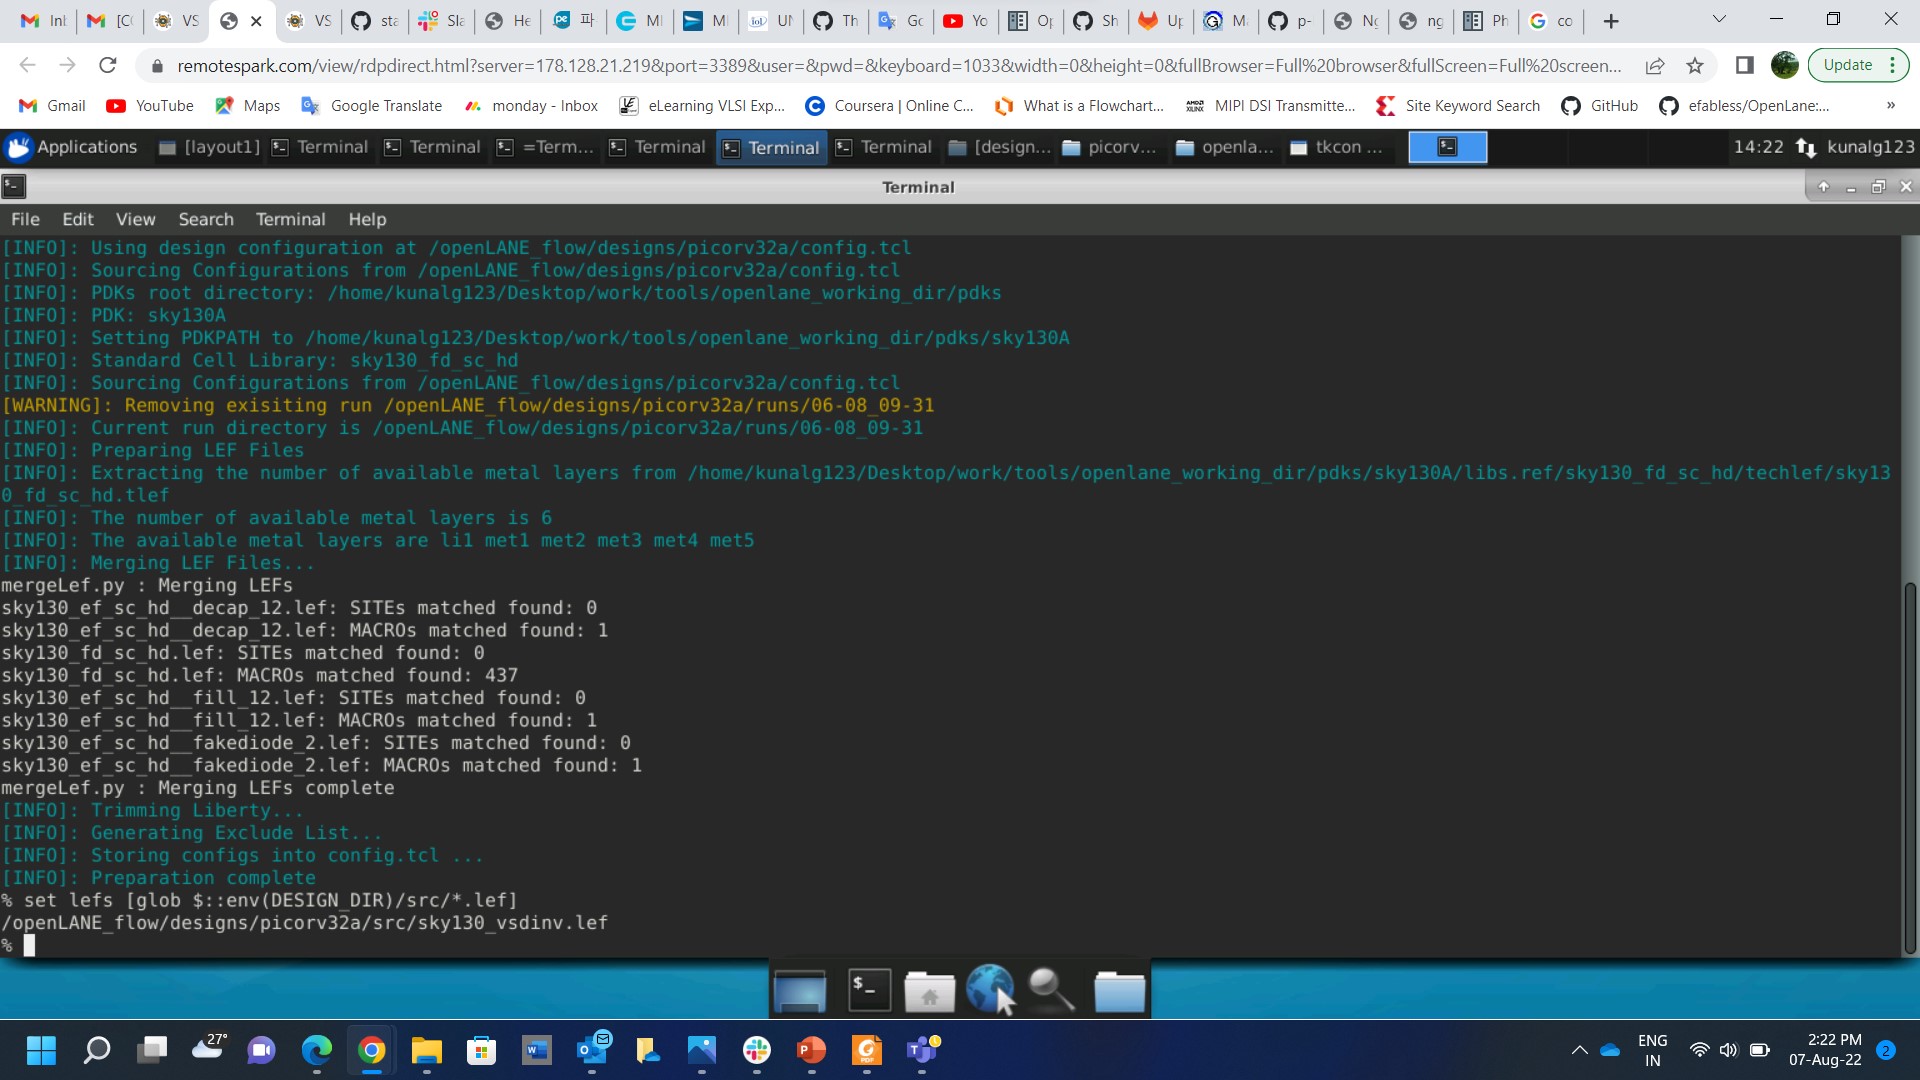 Int
[C(
VS
VS
sta
Sla
He
파
MI
MI
UN
Th
Go
Yo
Op
Sh
Up
Ma
p-
Ng
ng
Ph
co
remotespark.com/view/rdpdirect.html?server=178.128.21.219&port=3389&user=&pwd=&keyboard=1033&width=0&height=0&fullBrowser=Full%20browser&fullScreen=Full%20screen...
Update
Gmail
YouTube
Maps
Google Translate
monday - Inbox
eLearning VLSI Exp...
Coursera | Online C...
What is a Flowchart...
MIPI DSI Transmitte...
Site Keyword Search
GitHub
efabless/OpenLane:...
»
Applications
[layout1]
Terminal
Terminal
=Term...
Terminal
Terminal
Terminal
[design...
picorv...
openla...
tkcon ...
14:22
kunalg123
Terminal
File Edit View Search Terminal Help
[INFO]: Using design configuration at /openLANE_flow/designs/picorv32a/config.tcl
[INFO]: Sourcing Configurations from /openLANE_flow/designs/picorv32a/config.tcl
[INFO]: PDKs root directory: /home/kunalg123/Desktop/work/tools/openlane_working_dir/pdks
[INFO]: PDK: sky130A
[INFO]: Setting PDKPATH to /home/kunalg123/Desktop/work/tools/openlane_working_dir/pdks/sky130A
[INFO]: Standard Cell Library: sky130_fd_sc_hd
[INFO]: Sourcing Configurations from /openLANE_flow/designs/picorv32a/config.tcl
[WARNING]: Removing exisiting run /openLANE_flow/designs/picorv32a/runs/06-08_09-31
[INFO]: Current run directory is /openLANE_flow/designs/picorv32a/runs/06-08_09-31
[INFO]: Preparing LEF Files
[INFO]: Extracting the number of available metal layers from /home/kunalg123/Desktop/work/tools/openlane_working_dir/pdks/sky130A/libs.ref/sky130_fd_sc_hd/techlef/sky13
0_fd_sc_hd.tlef
[INFO]: The number of available metal layers is 6
[INFO]: The available metal layers are li1 met1 met2 met3 met4 met5
[INFO]: Merging LEF Files...
mergeLef.py : Merging LEFs
sky130_ef_sc_hd__decap_12.lef: SITEs matched found: 0
sky130_ef_sc_hd__decap_12.lef: MACROs matched found: 1
sky130_fd_sc_hd.lef: SITEs matched found: 0
sky130_fd_sc_hd.lef: MACROs matched found: 437
sky130_ef_sc_hd__fill_12.lef: SITEs matched found: 0
sky130_ef_sc_hd__fill_12.lef: MACROs matched found: 1
sky130_ef_sc_hd__fakediode_2.lef: SITEs matched found: 0
sky130_ef_sc_hd__fakediode_2.lef: MACROs matched found: 1
mergeLef.py : Merging LEFs complete
[INFO]: Trimming Liberty...
[INFO]: Generating Exclude List...
[INFO]: Storing configs into config.tcl ...
[INFO]: Preparation complete
% set lefs [glob $::env(DESIGN_DIR)/src/*.lef]
/openLANE_flow/designs/picorv32a/src/sky130_vsdinv.lef
%
27°
ENG
IN
2:22 PM
07-Aug-22
2